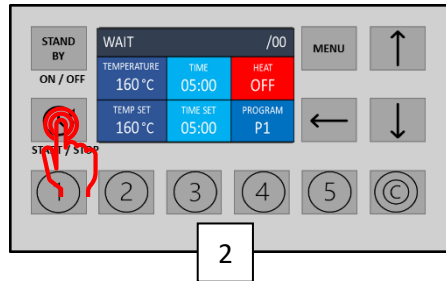 STAND
BY
ON / OFF
START / STOP
WAIT /00
TEMPERATURE TIME HEAT
160 °C 05:00 OFF
TEMP SET TIME SET PROGRAM
160 °C 05:00 P1
MENU
1 2 3 4 5 C
2